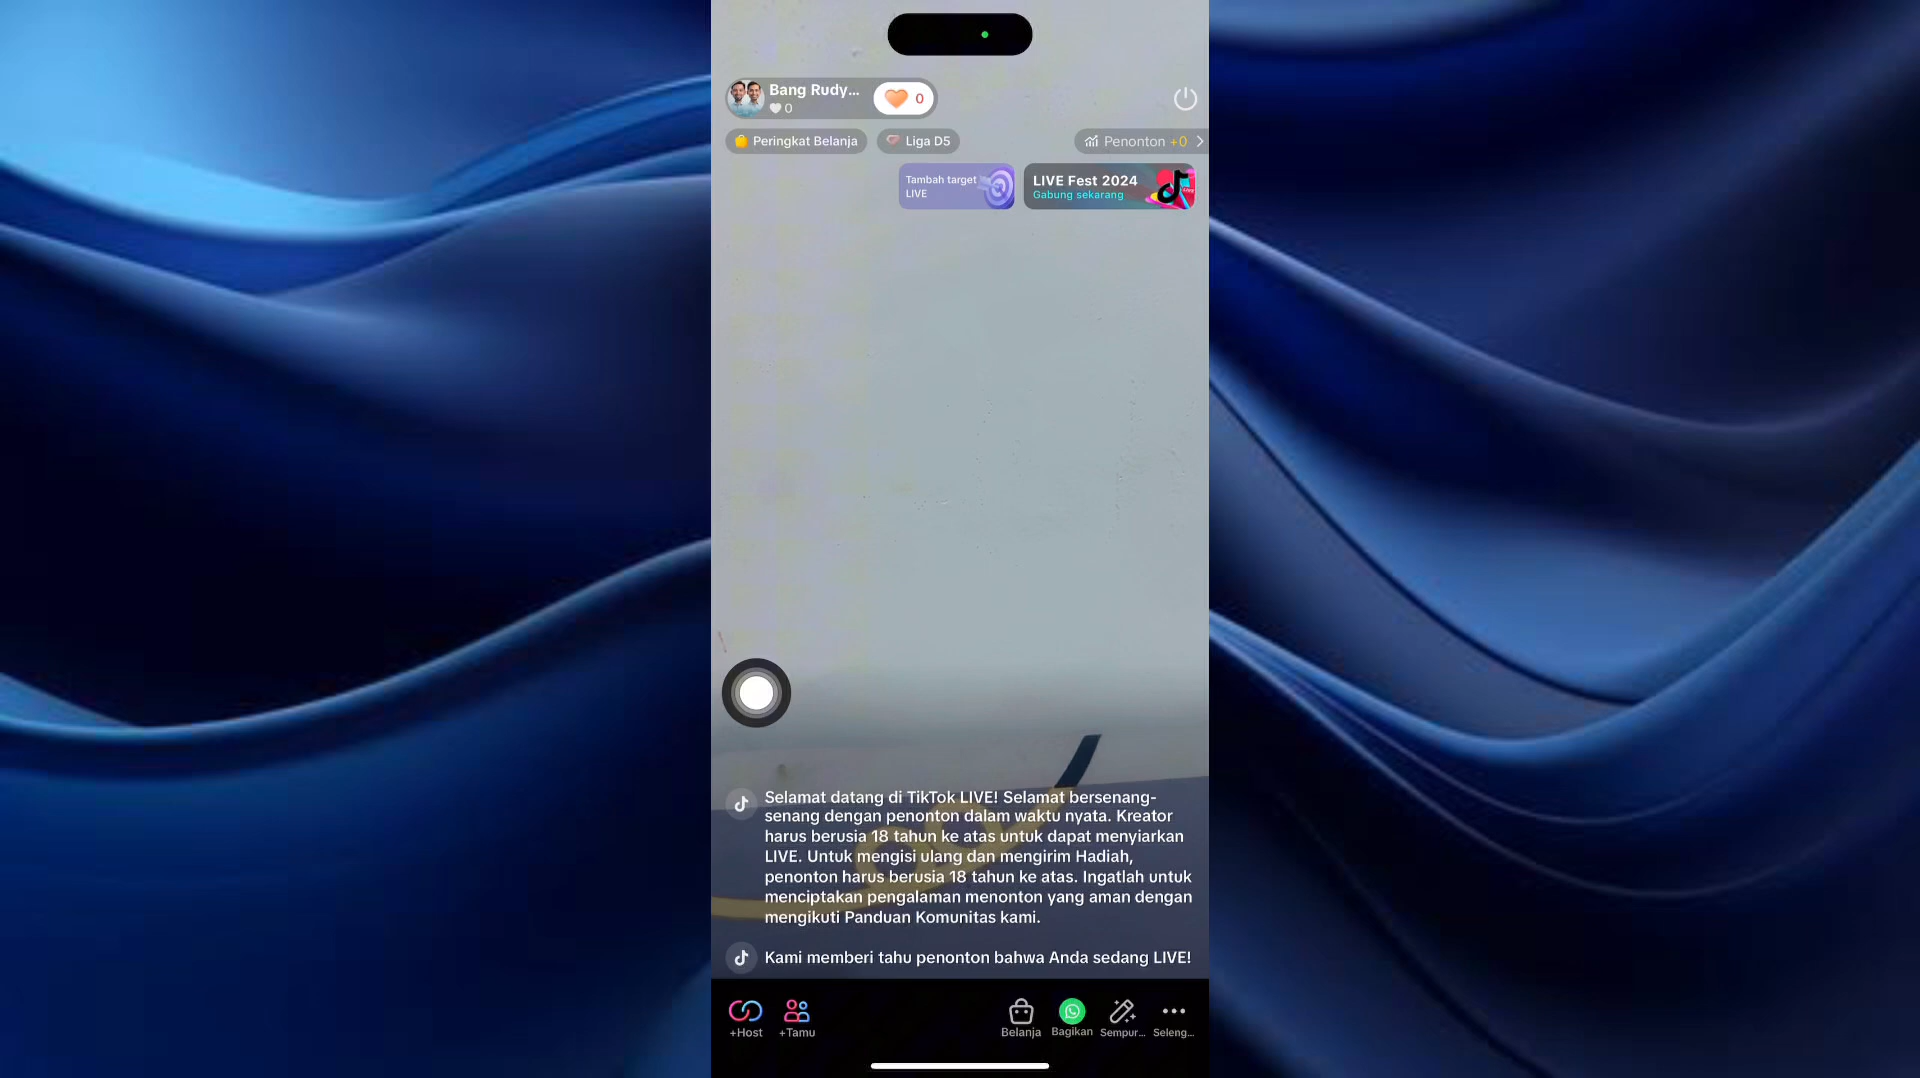 Bang Rudy...
0
0
Peringkat Belanja
Liga D5
Penonton +0
Tambah target
LIVE
LIVE Fest 2024
Gabung sekarang
Selamat datang di TikTok LIVE! Selamat bersenang-
senang dengan penonton dalam waktu nyata. Kreator
harus berusia 18 tahun ke atas untuk dapat menyiarkan
LIVE. Untuk mengisi ulang dan mengirim Hadiah,
penonton harus berusia 18 tahun ke atas. Ingatlah untuk
menciptakan pengalaman menonton yang aman dengan
mengikuti Panduan Komunitas kami.
Kami memberi tahu penonton bahwa Anda sedang LIVE!
+Host
+Tamu
Belanja
Bagikan
Sempur...
Seleng...